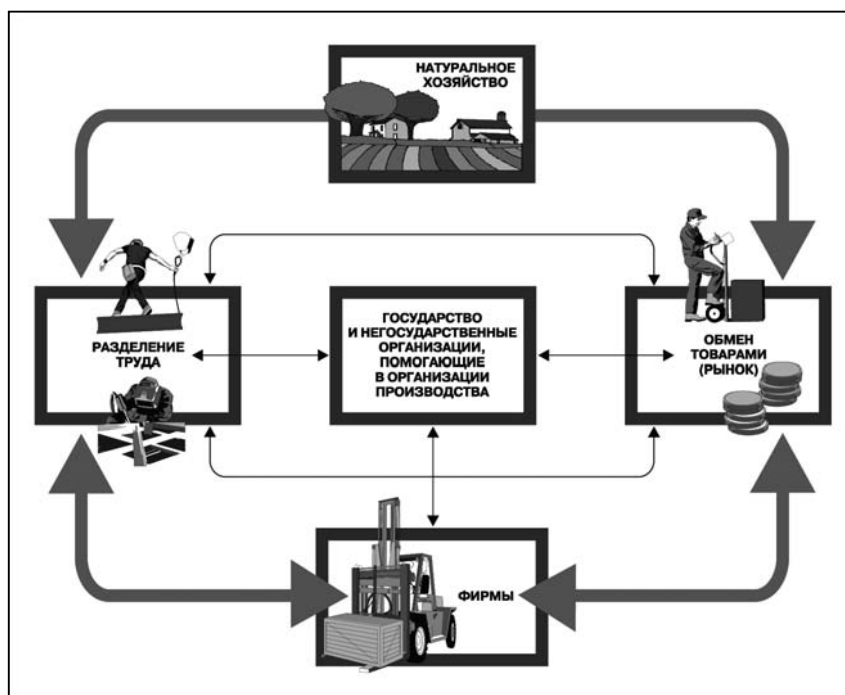 НАТУРАЛЬНОЕ
ХОЗЯЙСТВО
РАЗДЕЛЕНИЕ
ТРУДА
ГОСУДАРСТВО
И НЕГОСУДАРСТВЕННЫЕ
ОРГАНИЗАЦИИ,
ПОМОГАЮЩИЕ
В ОРГАНИЗАЦИИ
ПРОИЗВОДСТВА
ОБМЕН
ТОВАРАМИ
(РЫНОК)
ФИРМЫ